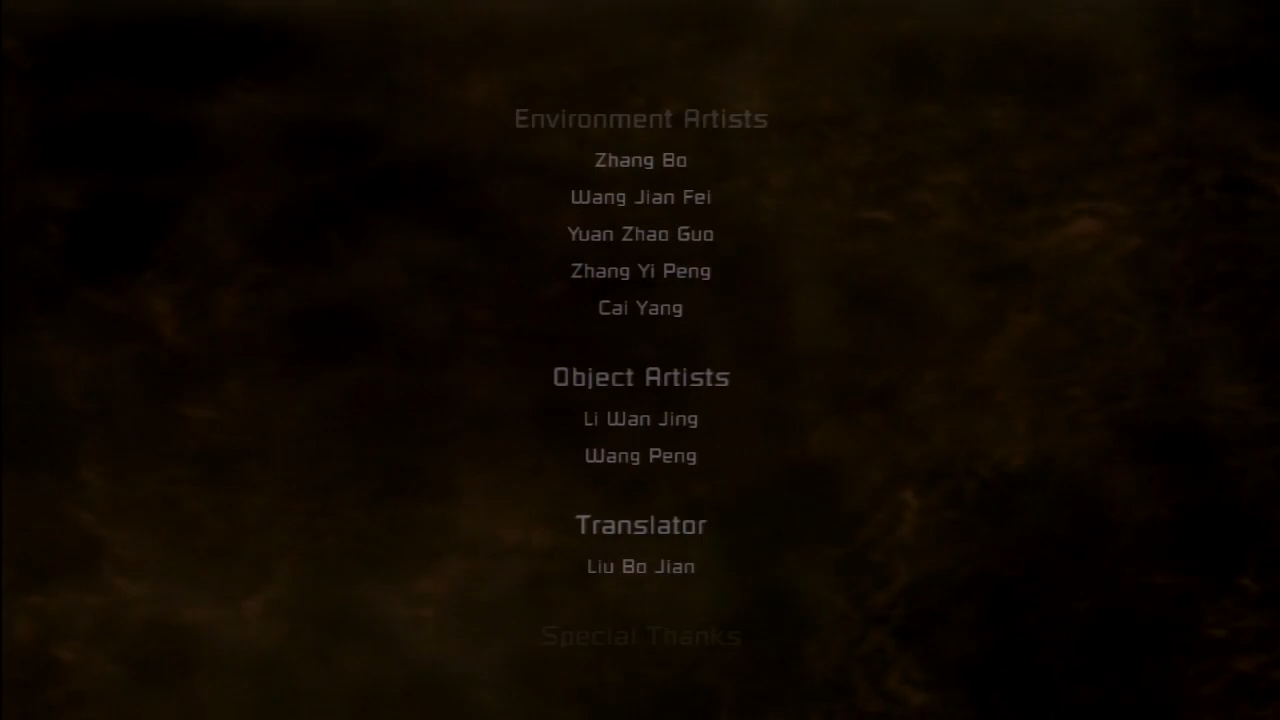 Environment Artists
Zhang Bo
Wang Jian Fei
Yuan Zhao Guo
Zhang Yi Peng
Cai Yang
Object Artists
Li Wan Jing
Wang Peng
Translator
Liu Bo Jian
Special Thanks